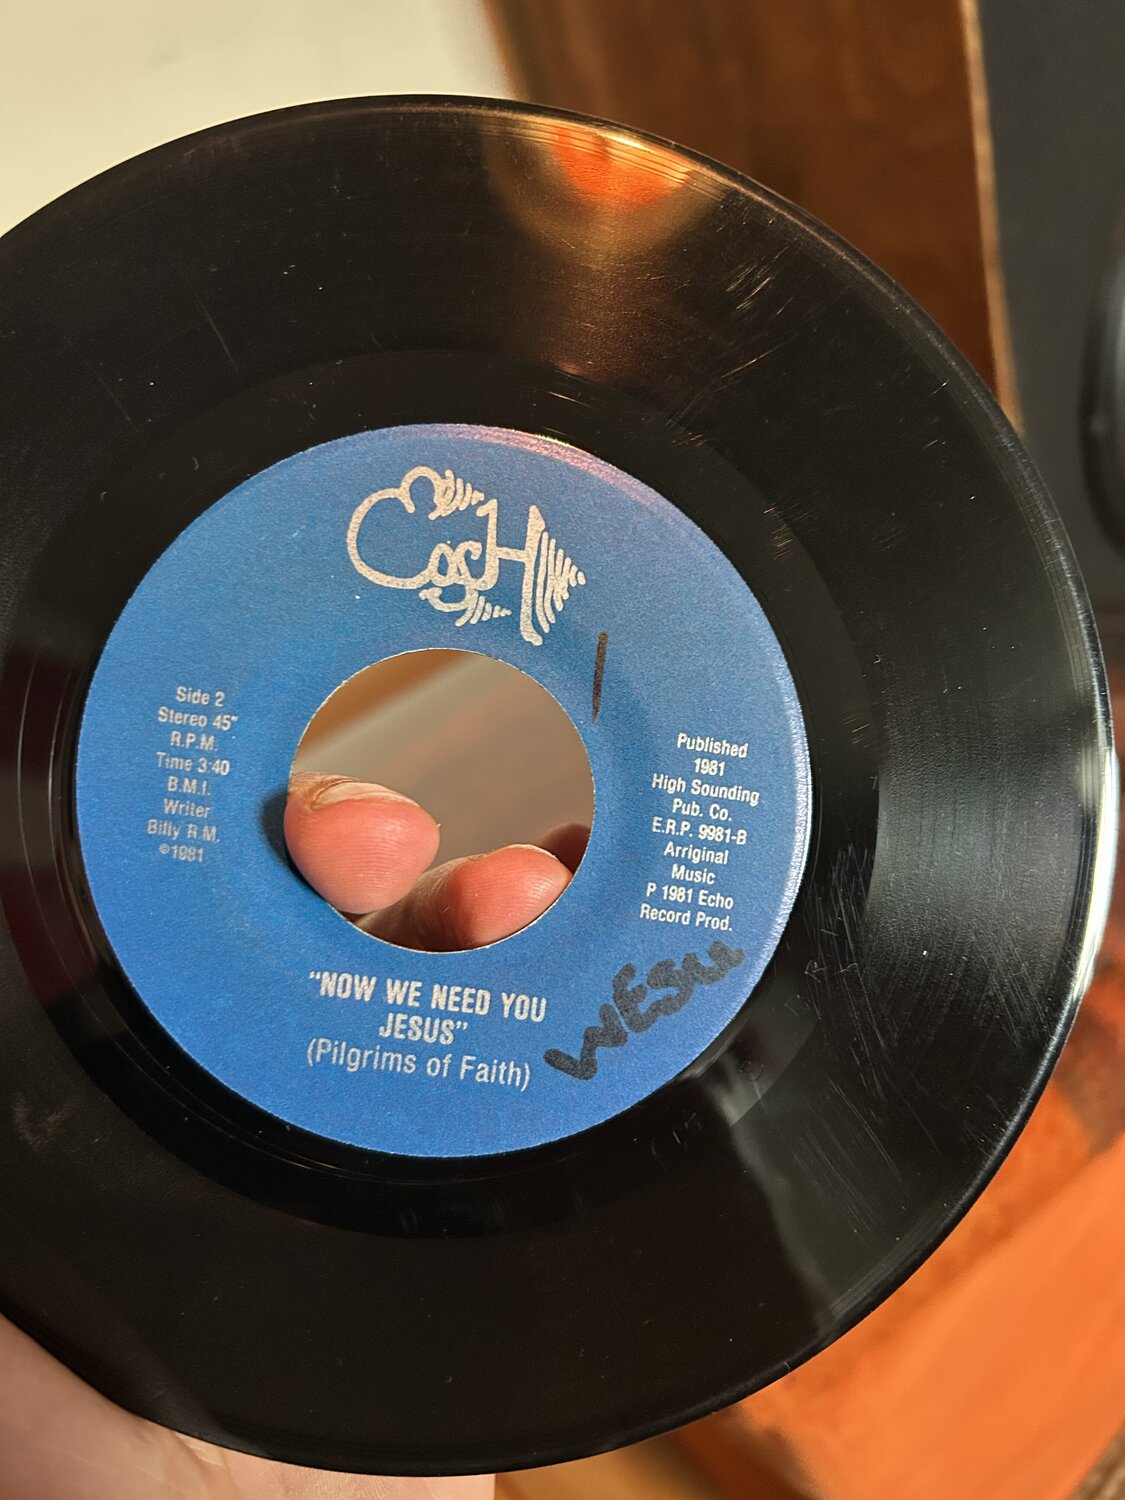 Side 2
Stereo 45"
R.P.M.
Time 3:40
B.M.I.
Writer
Billy R.M.
©1981
Published
1981
High Sounding
Pub. Co.
E.R.P. 9981-B
Arriginal
Music
P 1981 Echo
Record Prod.
"NOW WE NEED YOU
JESUS"
(Pilgrims of Faith)
WESU